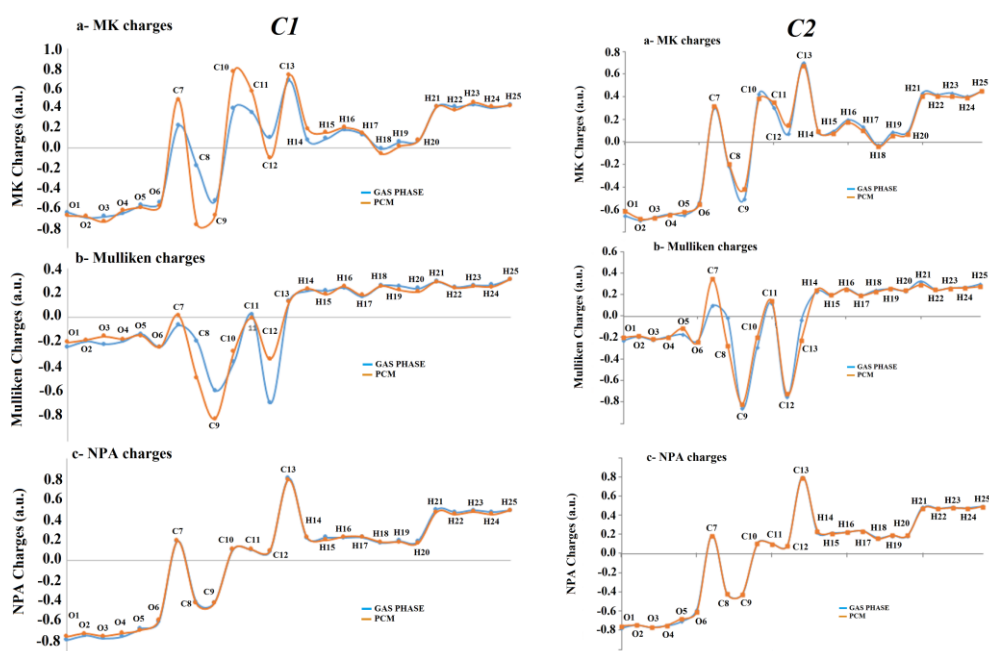 C1
a- MK charges
MK Charges (a.u.)
1.0
0.8
0.6
0.4
0.2
0.0
-0.2
-0.4
-0.6
-0.8
O1
O2
O3
O4
O5
O6
C7
C8
C9
C10
C11
C12
C13
H14
H15
H16
H17
H18
H19
H20
H21
H22
H23
H24
H25
GAS PHASE
PCM
b- Mulliken charges
Mulliken Charges (a.u.)
0.4
0.2
0.0
-0.2
-0.4
-0.6
-0.8
O1
O2
O3
O4
O5
O6
C7
C8
C9
C10
C11
11
C12
C13
H14
H15
H16
H17
H18
H19
H20
H21
H22
H23
H24
H25
GAS PHASE
PCM
c- NPA charges
NPA Charges (a.u.)
0.8
0.6
0.4
0.2
0.0
-0.2
-0.4
-0.6
-0.8
O1
O2
O3
O4
O5
O6
C7
C8
C9
C10
C11
C12
C13
H14
H15
H16
H17
H18
H19
H20
H21
H22
H23
H24
H25
GAS PHASE
PCM
C2
a- MK charges
MK Charges (a.u.)
0.8
0.6
0.4
0.2
0.0
-0.2
-0.4
-0.6
-0.8
O1
O2
O3
O4
O5
O6
C7
C8
C9
C10
C11
C12
C13
H14
H15
H16
H17
H18
H19
H20
H21
H22
H23
H24
H25
GAS PHASE
PCM
b- Mulliken charges
Mulliken Charges (a.u.)
0.6
0.4
0.2
0.0
-0.2
-0.4
-0.6
-0.8
-1.0
O1
O2
O3
O4
O5
O6
C7
C8
C9
C10
C11
C12
C13
H14
H15
H16
H17
H18
H19
H20
H21
H22
H23
H24
H25
GAS PHASE
PCM
c- NPA charges
NPA Charges (a.u.)
0.8
0.6
0.4
0.2
0.0
-0.2
-0.4
-0.6
-0.8
-1.0
O1
O2
O3
O4
O5
O6
C7
C8
C9
C10
C11
C12
C13
H14
H15
H16
H17
H18
H19
H20
H21
H22
H23
H24
H25
GAS PHASE
PCM